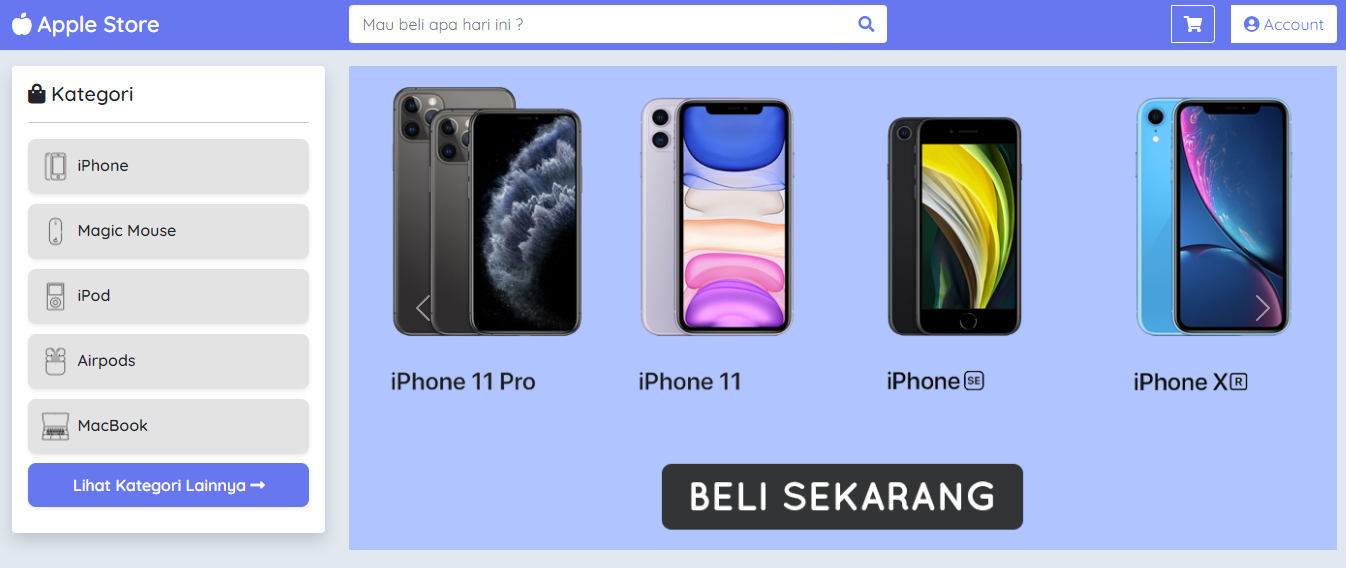 Apple Store
Mau beli apa hari ini ?
Account
Kategori
iPhone
Magic Mouse
iPod
Airpods
MacBook
Lihat Kategori Lainnya
iPhone 11 Pro
iPhone 11
iPhone SE
iPhone XR
BELI SEKARANG